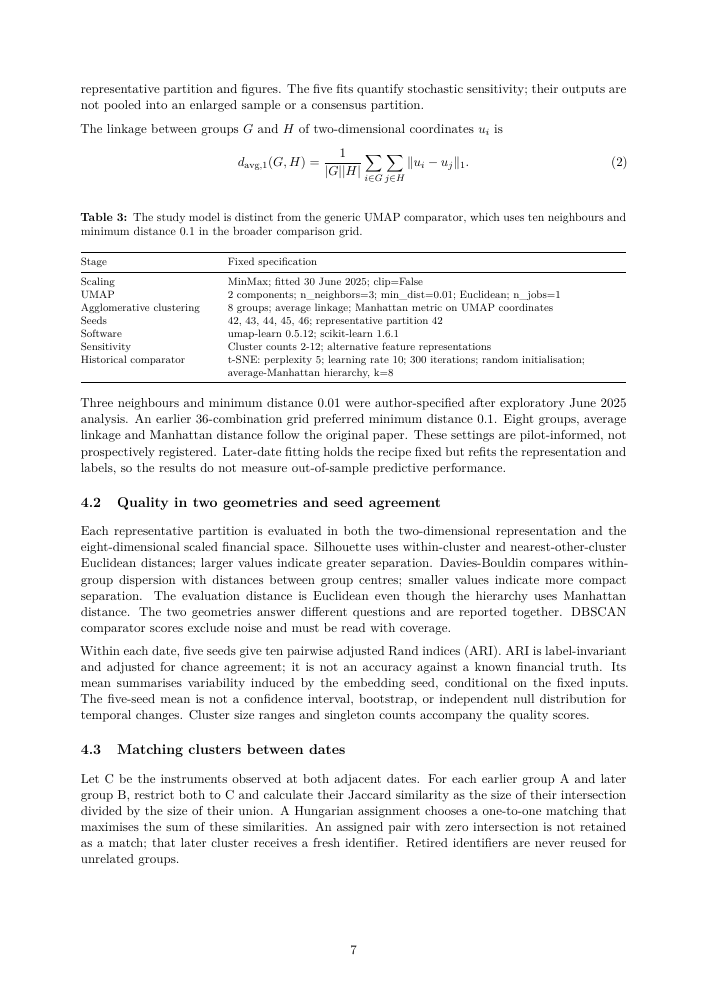 representative partition and figures. The five fits quantify stochastic sensitivity; their outputs are
not pooled into an enlarged sample or a consensus partition.
The linkage between groups G and H of two-dimensional coordinates u_i is
d_{avg,1}(G, H) = \frac{1}{|G||H|} \sum_{i∈G} \sum_{j∈H} ‖u_i − u_j‖_1. (2)
Table 3: The study model is distinct from the generic UMAP comparator, which uses ten neighbours and
minimum distance 0.1 in the broader comparison grid.
Stage Fixed specification
Scaling MinMax; fitted 30 June 2025; clip=False
UMAP 2 components; n_neighbors=3; min_dist=0.01; Euclidean; n_jobs=1
Agglomerative clustering 8 groups; average linkage; Manhattan metric on UMAP coordinates
Seeds 42, 43, 44, 45, 46; representative partition 42
Software umap-learn 0.5.12; scikit-learn 1.6.1
Sensitivity Cluster counts 2-12; alternative feature representations
Historical comparator t-SNE: perplexity 5; learning rate 10; 300 iterations; random initialisation;
average-Manhattan hierarchy, k=8
Three neighbours and minimum distance 0.01 were author-specified after exploratory June 2025
analysis. An earlier 36-combination grid preferred minimum distance 0.1. Eight groups, average
linkage and Manhattan distance follow the original paper. These settings are pilot-informed, not
prospectively registered. Later-date fitting holds the recipe fixed but refits the representation and
labels, so the results do not measure out-of-sample predictive performance.
4.2 Quality in two geometries and seed agreement
Each representative partition is evaluated in both the two-dimensional representation and the
eight-dimensional scaled financial space. Silhouette uses within-cluster and nearest-other-cluster
Euclidean distances; larger values indicate greater separation. Davies-Bouldin compares within-
group dispersion with distances between group centres; smaller values indicate more compact
separation. The evaluation distance is Euclidean even though the hierarchy uses Manhattan
distance. The two geometries answer different questions and are reported together. DBSCAN
comparator scores exclude noise and must be read with coverage.
Within each date, five seeds give ten pairwise adjusted Rand indices (ARI). ARI is label-invariant
and adjusted for chance agreement; it is not an accuracy against a known financial truth. Its
mean summarises variability induced by the embedding seed, conditional on the fixed inputs.
The five-seed mean is not a confidence interval, bootstrap, or independent null distribution for
temporal changes. Cluster size ranges and singleton counts accompany the quality scores.
4.3 Matching clusters between dates
Let C be the instruments observed at both adjacent dates. For each earlier group A and later
group B, restrict both to C and calculate their Jaccard similarity as the size of their intersection
divided by the size of their union. A Hungarian assignment chooses a one-to-one matching that
maximises the sum of these similarities. An assigned pair with zero intersection is not retained
as a match; that later cluster receives a fresh identifier. Retired identifiers are never reused for
unrelated groups.
7